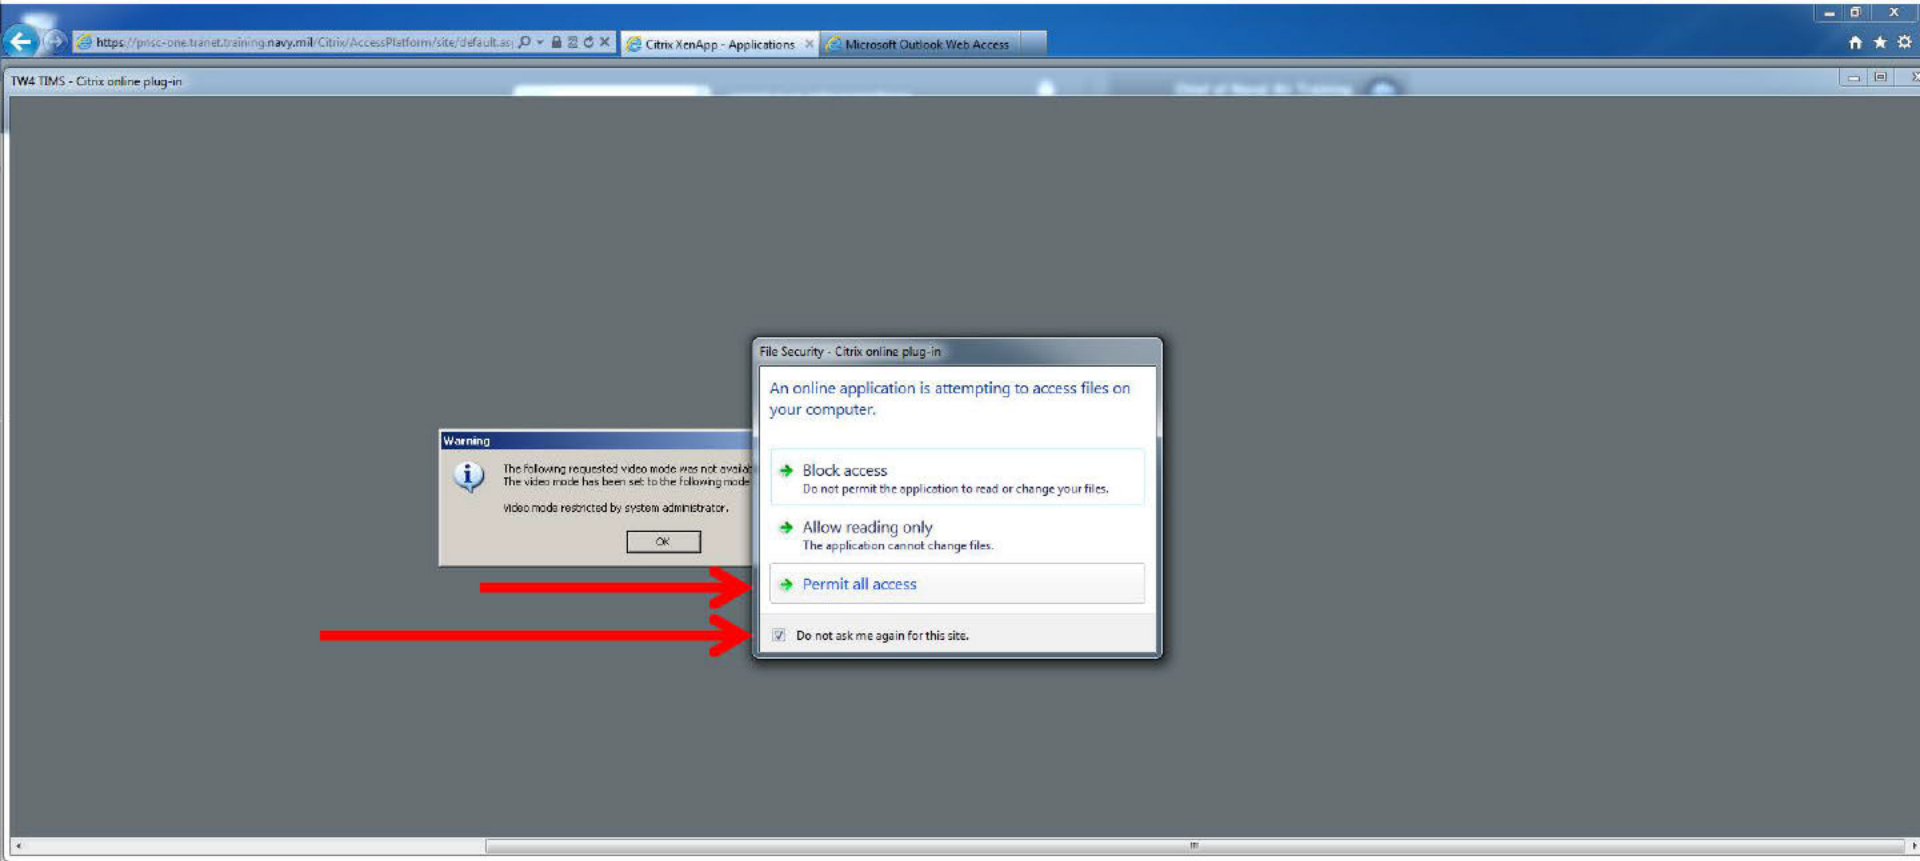 https://pnsc-one.tranet.training.navy.mil/Citrix/AccessPlatform/site/default.as
Citrix XenApp - Applications
Microsoft Outlook Web Access
TW4 TIMS - Citrix online plug-in
File Security - Citrix online plug-in
An online application is attempting to access files on
your computer.
Warning
The following requested video mode was not availab
The video mode has been set to the following mode
Video mode restricted by system administrator.
OK
Block access
Do not permit the application to read or change your files.
Allow reading only
The application cannot change files.
Permit all access
Do not ask me again for this site.